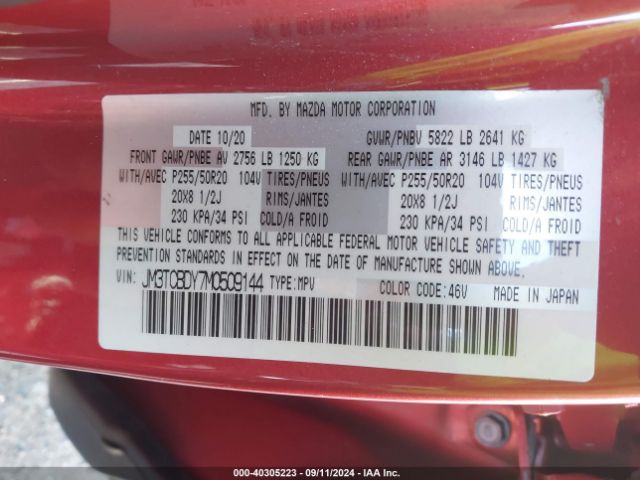 MFD. BY MAZDA MOTOR CORPORATION
DATE 10/20 GVWR/PNBV 5822 LB 2641 KG
FRONT GAWR/PNBE AV 2756 LB 1250 KG REAR GAWR/PNBE AR 3146 LB 1427 KG
WITH/AVEC P255/50R20 104V TIRES/PNEUS WITH/AVEC P255/50R20 104V TIRES/PNEUS
20X8 1/2J RIMS/JANTES 20X8 1/2J RIMS/JANTES
230 KPA/34 PSI COLD/A FROID 230 KPA/34 PSI COLD/A FROID
THIS VEHICLE CONFORMS TO ALL APPLICABLE FEDERAL MOTOR VEHICLE SAFETY AND THEFT
PREVENTION STANDARDS IN EFFECT ON THE DATE OF MANUFACTURE SHOWN ABOVE.
VIN: JM3TCBDY7M0509144 TYPE:MPV COLOR CODE:46V MADE IN JAPAN
000-40305223 - 09/11/2024 - IAA Inc.